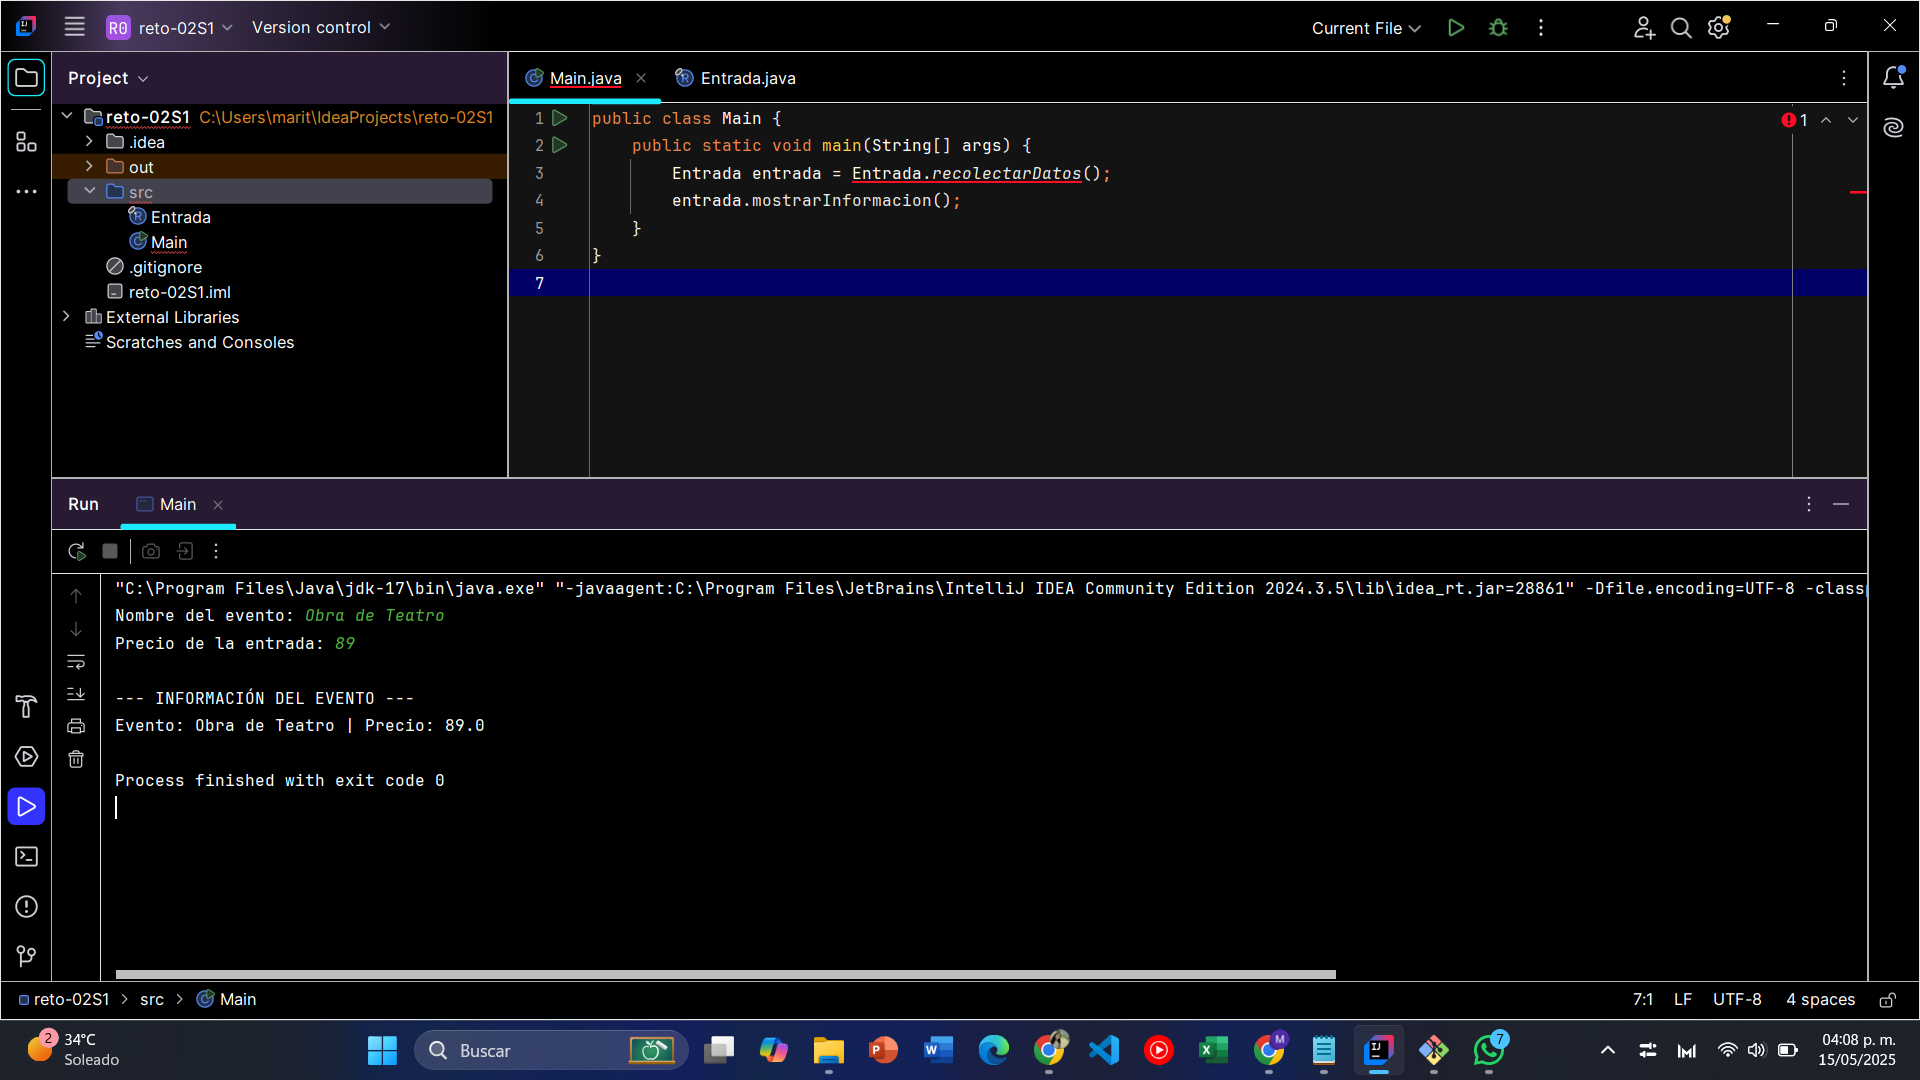 R0 reto-02S1 Version control Current File
Project
Main.java Entrada.java
reto-02S1 C:\Users\marit\IdeaProjects\reto-02S1
.idea
out
src
Entrada
Main
.gitignore
reto-02S1.iml
External Libraries
Scratches and Consoles
1 public class Main {
2 public static void main(String[] args) {
3 Entrada entrada = Entrada.recolectarDatos();
4 entrada.mostrarInformacion();
5 }
6 }
7
1
Run Main
"C:\Program Files\Java\jdk-17\bin\java.exe" "-javaagent:C:\Program Files\JetBrains\IntelliJ IDEA Community Edition 2024.3.5\lib\idea_rt.jar=28861" -Dfile.encoding=UTF-8 -class
Nombre del evento: Obra de Teatro
Precio de la entrada: 89
--- INFORMACIÓN DEL EVENTO ---
Evento: Obra de Teatro | Precio: 89.0
Process finished with exit code 0
reto-02S1 > src > Main
7:1 LF UTF-8 4 spaces
2
34°C
Soleado
Buscar
M
7
04:08 p. m.
15/05/2025